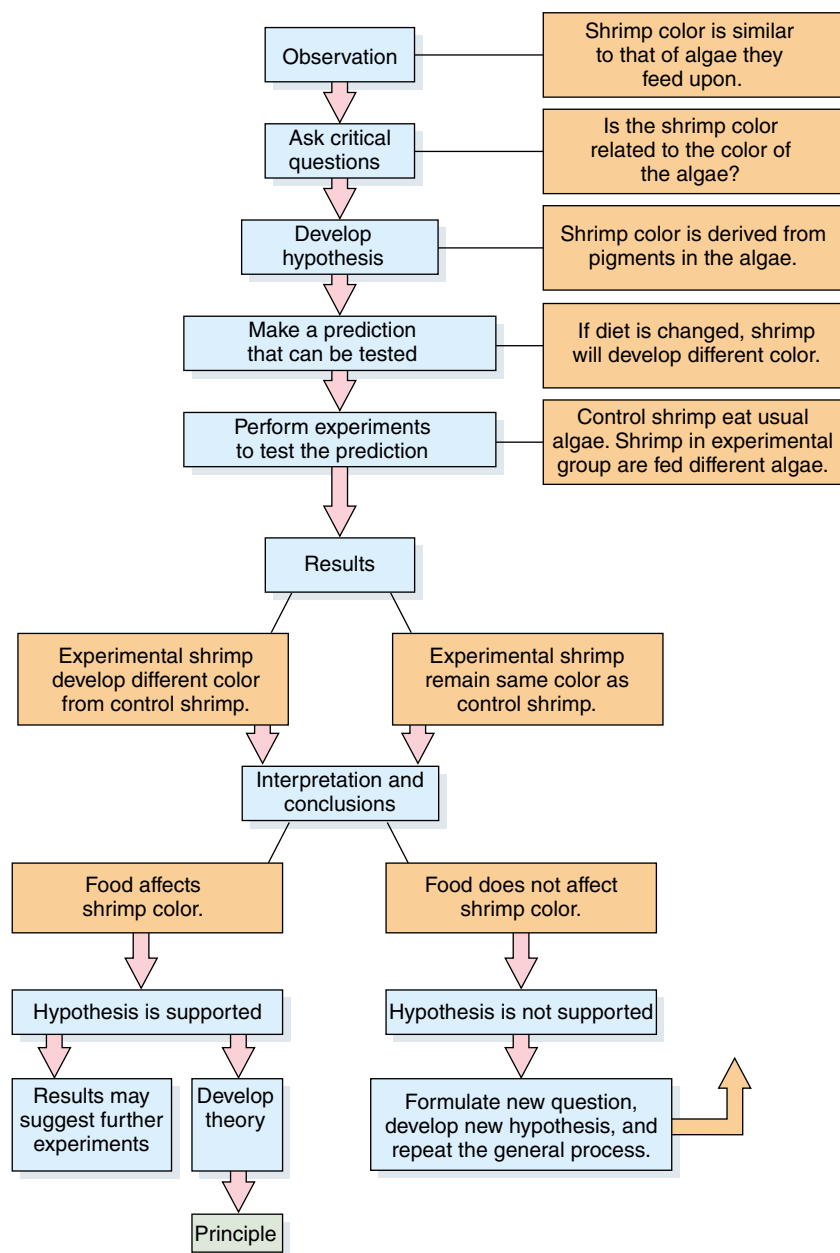 Observation
Shrimp color is similar
to that of algae they
feed upon.
Ask critical
questions
Is the shrimp color
related to the color of
the algae?
Develop
hypothesis
Shrimp color is derived from
pigments in the algae.
Make a prediction
that can be tested
If diet is changed, shrimp
will develop different color.
Perform experiments
to test the prediction
Control shrimp eat usual
algae. Shrimp in experimental
group are fed different algae.
Results
Experimental shrimp
develop different color
from control shrimp.
Experimental shrimp
remain same color as
control shrimp.
Interpretation and
conclusions
Food affects
shrimp color.
Food does not affect
shrimp color.
Hypothesis is supported
Hypothesis is not supported
Results may
suggest further
experiments
Develop
theory
Formulate new question,
develop new hypothesis, and
repeat the general process.
Principle